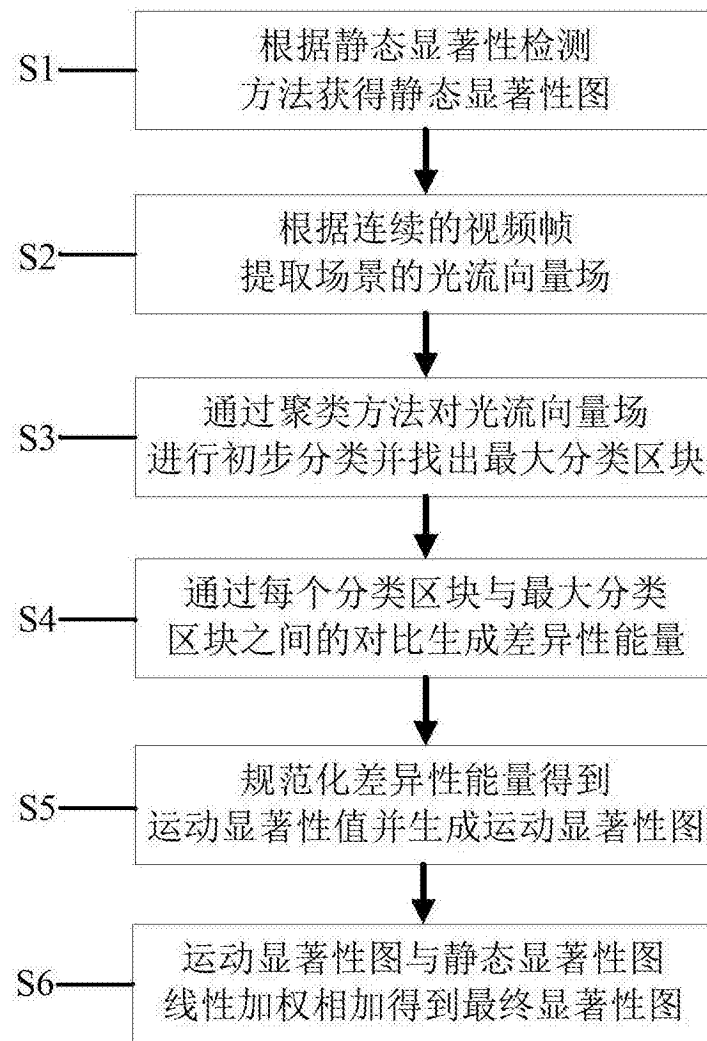 S1
根据静态显著性检测
方法获得静态显著性图
S2
根据连续的视频帧
提取场景的光流向量场
S3
通过聚类方法对光流向量场
进行初步分类并找出最大分类区块
S4
通过每个分类区块与最大分类
区块之间的对比生成差异性能量
S5
规范化差异性能量得到
运动显著性值并生成运动显著性图
S6
运动显著性图与静态显著性图
线性加权相加得到最终显著性图